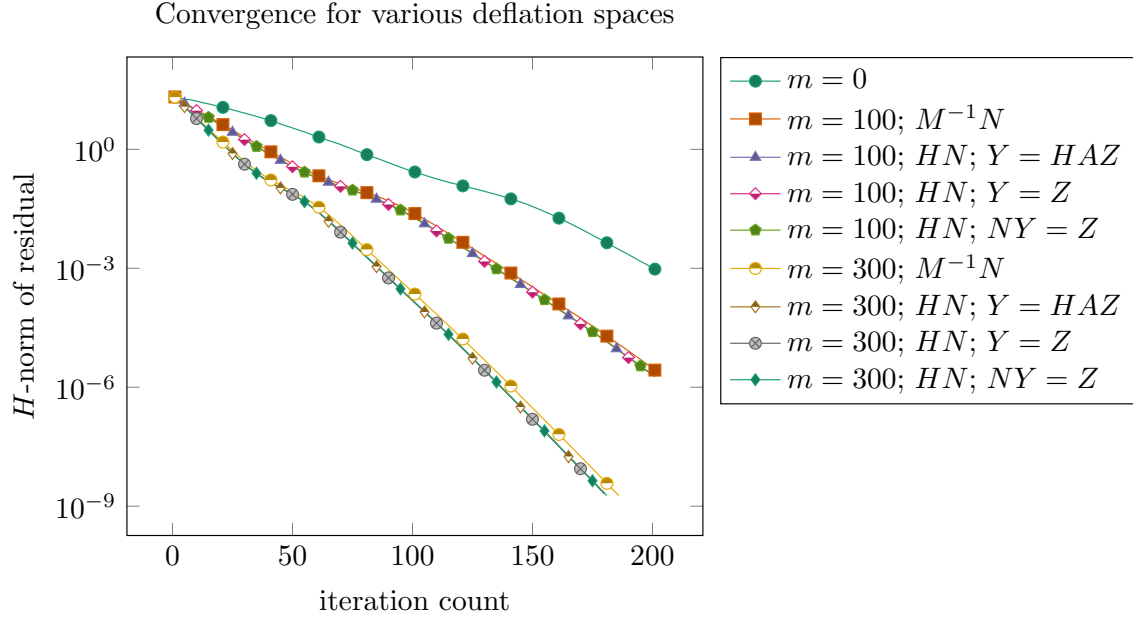 Convergence for various deflation spaces
H-norm of residual
10^0
10^-3
10^-6
10^-9
0 50 100 150 200
iteration count
m = 0
m = 100; M^-1N
m = 100; HN; Y = HAZ
m = 100; HN; Y = Z
m = 100; HN; NY = Z
m = 300; M^-1N
m = 300; HN; Y = HAZ
m = 300; HN; Y = Z
m = 300; HN; NY = Z